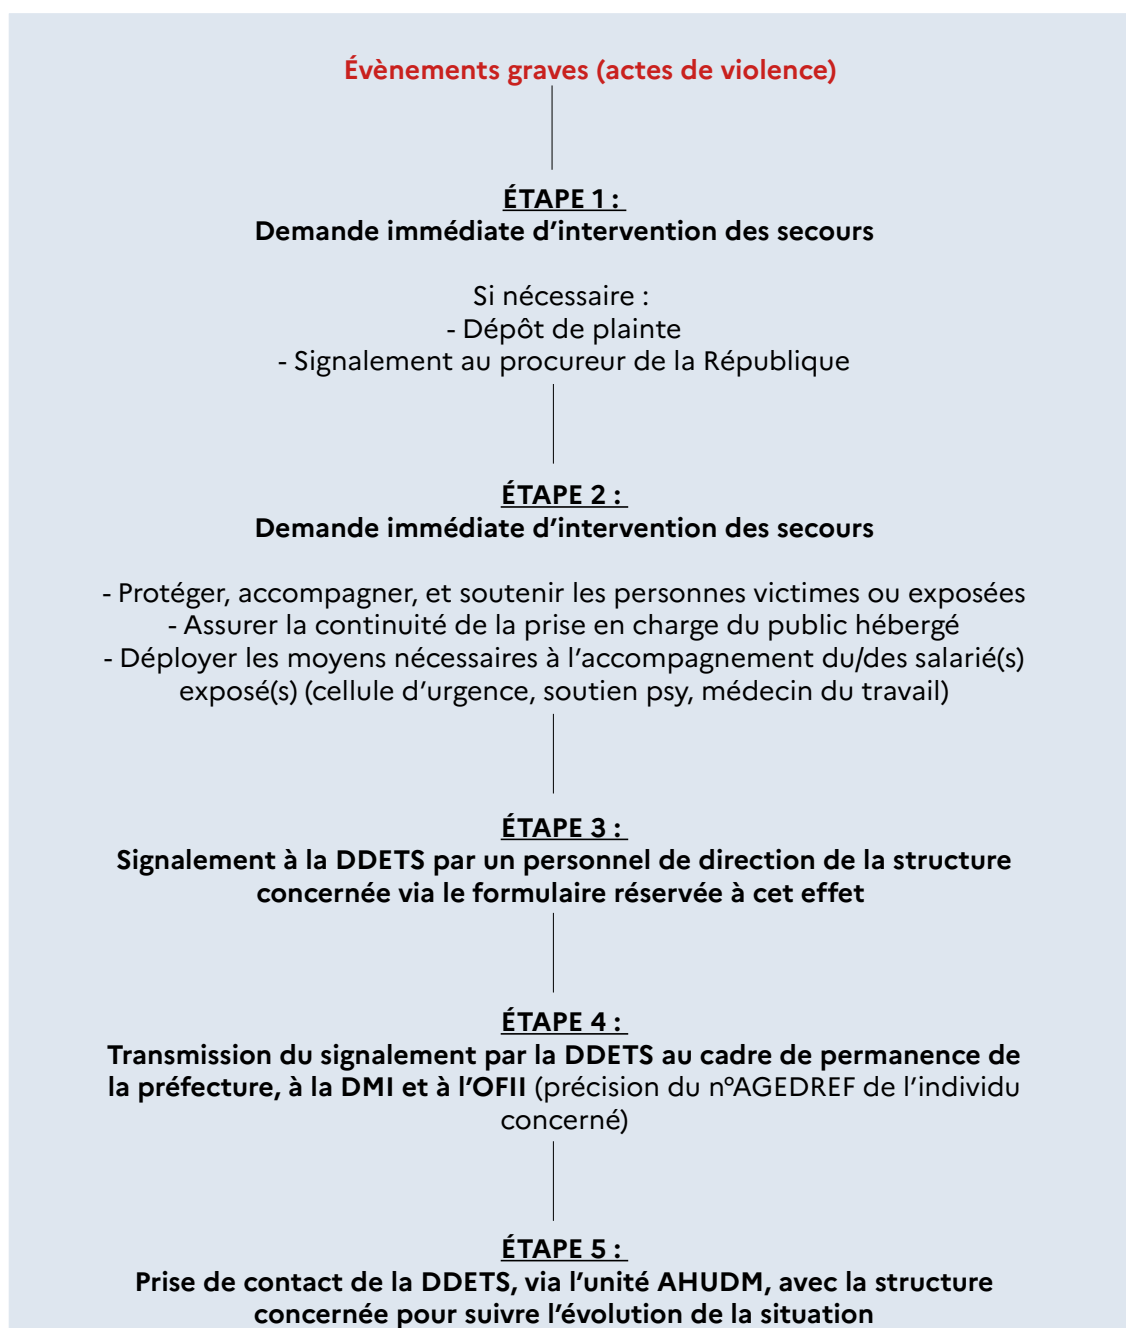 Évènements graves (actes de violence)
ÉTAPE 1 :
Demande immédiate d’intervention des secours
Si nécessaire :
- Dépôt de plainte
- Signalement au procureur de la République
ÉTAPE 2 :
Demande immédiate d’intervention des secours
- Protéger, accompagner, et soutenir les personnes victimes ou exposées
- Assurer la continuité de la prise en charge du public hébergé
- Déployer les moyens nécessaires à l’accompagnement du/des salarié(s)
exposé(s) (cellule d’urgence, soutien psy, médecin du travail)
ÉTAPE 3 :
Signalement à la DDETS par un personnel de direction de la structure
concernée via le formulaire réservée à cet effet
ÉTAPE 4 :
Transmission du signalement par la DDETS au cadre de permanence de
la préfecture, à la DMI et à l’OFII (précision du n°AGEDREF de l’individu
concerné)
ÉTAPE 5 :
Prise de contact de la DDETS, via l’unité AHUDM, avec la structure
concernée pour suivre l’évolution de la situation